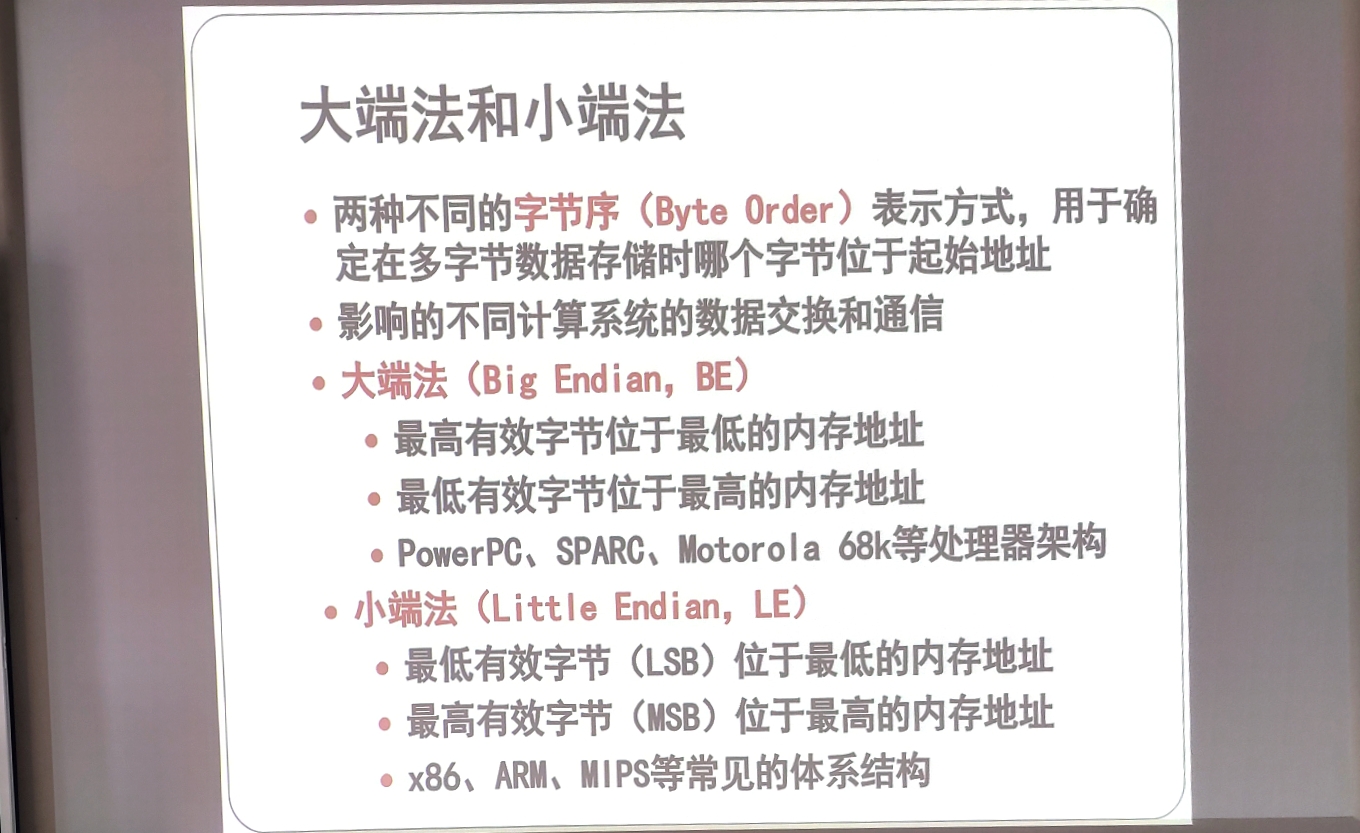 大端法和小端法
• 两种不同的字节序（Byte Order）表示方式，用于确
定在多字节数据存储时哪个字节位于起始地址
• 影响的不同计算系统的数据交换和通信
• 大端法（Big Endian, BE）
• 最高有效字节位于最低的内存地址
• 最低有效字节位于最高的内存地址
• PowerPC、SPARC、Motorola 68k等处理器架构
• 小端法（Little Endian, LE）
• 最低有效字节（LSB）位于最低的内存地址
• 最高有效字节（MSB）位于最高的内存地址
• x86、ARM、MIPS等常见的体系结构